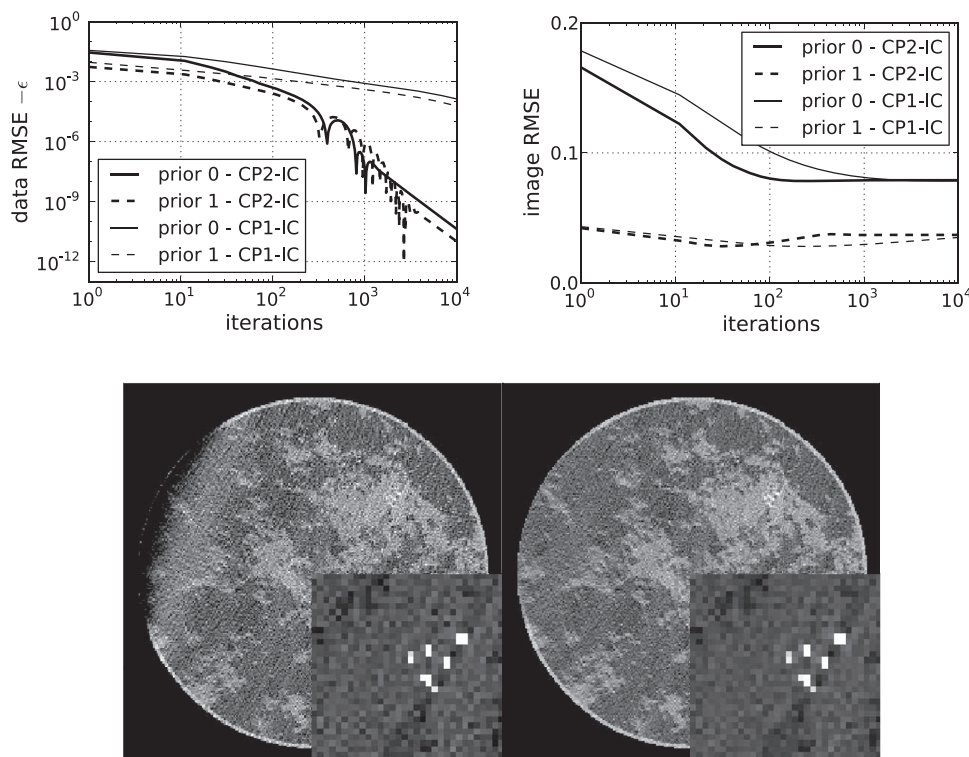 data RMSE −ϵ
10^0
10^-3
10^-6
10^-9
10^-12
prior 0 - CP2-IC
prior 1 - CP2-IC
prior 0 - CP1-IC
prior 1 - CP1-IC
10^0 10^1 10^2 10^3 10^4
iterations
image RMSE
0.2
0.1
0.0
prior 0 - CP2-IC
prior 1 - CP2-IC
prior 0 - CP1-IC
prior 1 - CP1-IC
10^0 10^1 10^2 10^3 10^4
iterations